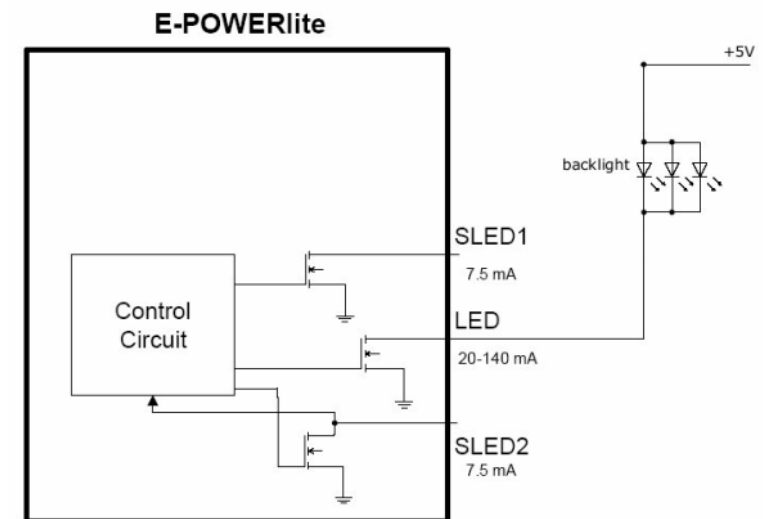 E-POWERlite
+5V
backlight
SLED1
7.5 mA
Control
Circuit
LED
20-140 mA
SLED2
7.5 mA